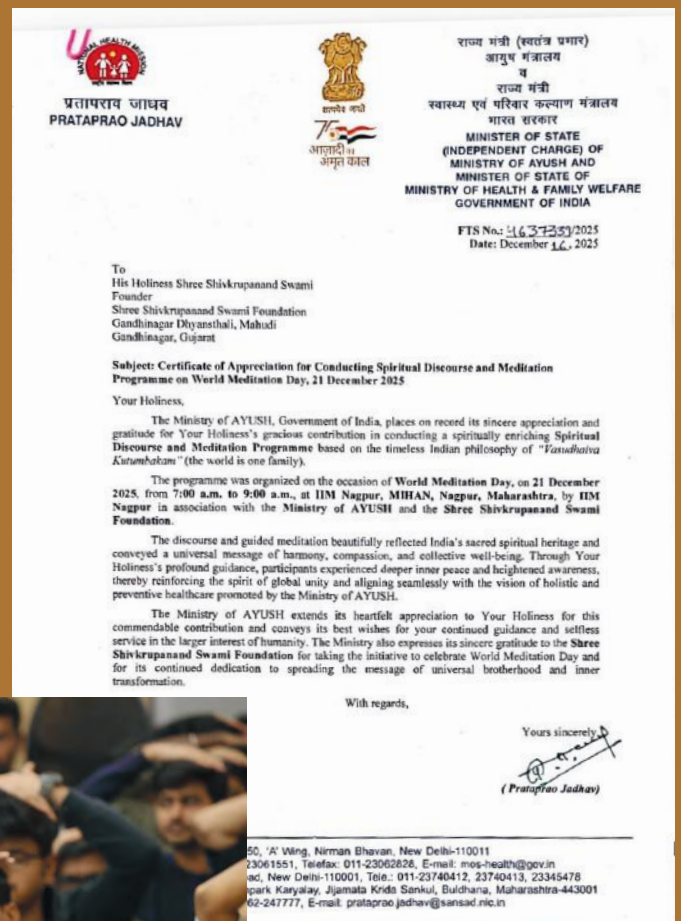 NATIONAL HEALTH MISSION
प्रतापराव जाधव
PRATAPRAO JADHAV
सत्यमेव जयते
75
आज़ादी का
अमृत काल
राज्य मंत्री (स्वतंत्र प्रभार)
आयुष मंत्रालय
व
राज्य मंत्री
स्वास्थ्य एवं परिवार कल्याण मंत्रालय
भारत सरकार
MINISTER OF STATE
(INDEPENDENT CHARGE) OF
MINISTRY OF AYUSH AND
MINISTER OF STATE OF
MINISTRY OF HEALTH & FAMILY WELFARE
GOVERNMENT OF INDIA
FTS No.: 4637339/2025
Date: December 16, 2025
To
His Holiness Shree Shivkrupanand Swami
Founder
Shree Shivkrupanand Swami Foundation
Gandhinagar Dhyansthali, Mahudi
Gandhinagar, Gujarat
Subject: Certificate of Appreciation for Conducting Spiritual Discourse and Meditation
Programme on World Meditation Day, 21 December 2025
Your Holiness,
The Ministry of AYUSH, Government of India, places on record its sincere appreciation and
gratitude for Your Holiness's gracious contribution in conducting a spiritually enriching Spiritual
Discourse and Meditation Programme based on the timeless Indian philosophy of "Vasudhaiva
Kutumbakam" (the world is one family).
The programme was organized on the occasion of World Meditation Day, on 21 December
2025, from 7:00 a.m. to 9:00 a.m., at IIM Nagpur, MIHAN, Nagpur, Maharashtra, by IIM
Nagpur in association with the Ministry of AYUSH and the Shree Shivkrupanand Swami
Foundation.
The discourse and guided meditation beautifully reflected India's sacred spiritual heritage and
conveyed a universal message of harmony, compassion, and collective well-being. Through Your
Holiness's profound guidance, participants experienced deeper inner peace and heightened awareness,
thereby reinforcing the spirit of global unity and aligning seamlessly with the vision of holistic and
preventive healthcare promoted by the Ministry of AYUSH.
The Ministry of AYUSH extends its heartfelt appreciation to Your Holiness for this
commendable contribution and conveys its best wishes for your continued guidance and selfless
service in the larger interest of humanity. The Ministry also expresses its sincere gratitude to the Shree
Shivkrupanand Swami Foundation for taking the initiative to celebrate World Meditation Day and
for its continued dedication to spreading the message of universal brotherhood and inner
transformation.
With regards,
Yours sincerely,
(Prataprao Jadhav)
50, 'A' Wing, Nirman Bhavan, New Delhi-110011
23061551, Telefax: 011-23062828, E-mail: mos-health@gov.in
ad, New Delhi-110001, Tele.: 011-23740412, 23740413, 23345478
park Karyalay, Jijamata Krida Sankul, Buldhana, Maharashtra-443001
62-247777, E-mail: prataprao.jadhav@sansad.nic.in